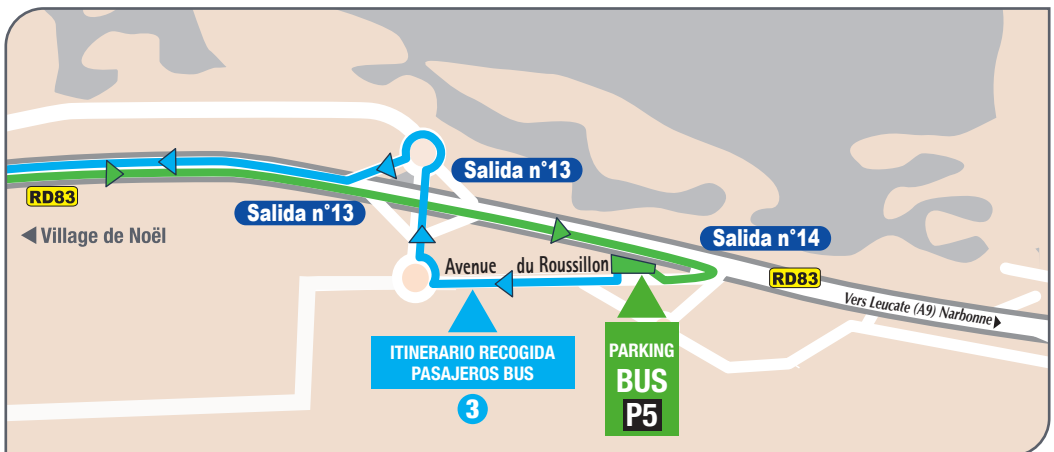 Salida n°13
RD83
Salida n°13
Village de Noël
Salida n°14
Avenue du Roussillon
RD83
Vers Leucate (A9) Narbonne
ITINERARIO RECOGIDA
PASAJEROS BUS
3
PARKING
BUS
P5